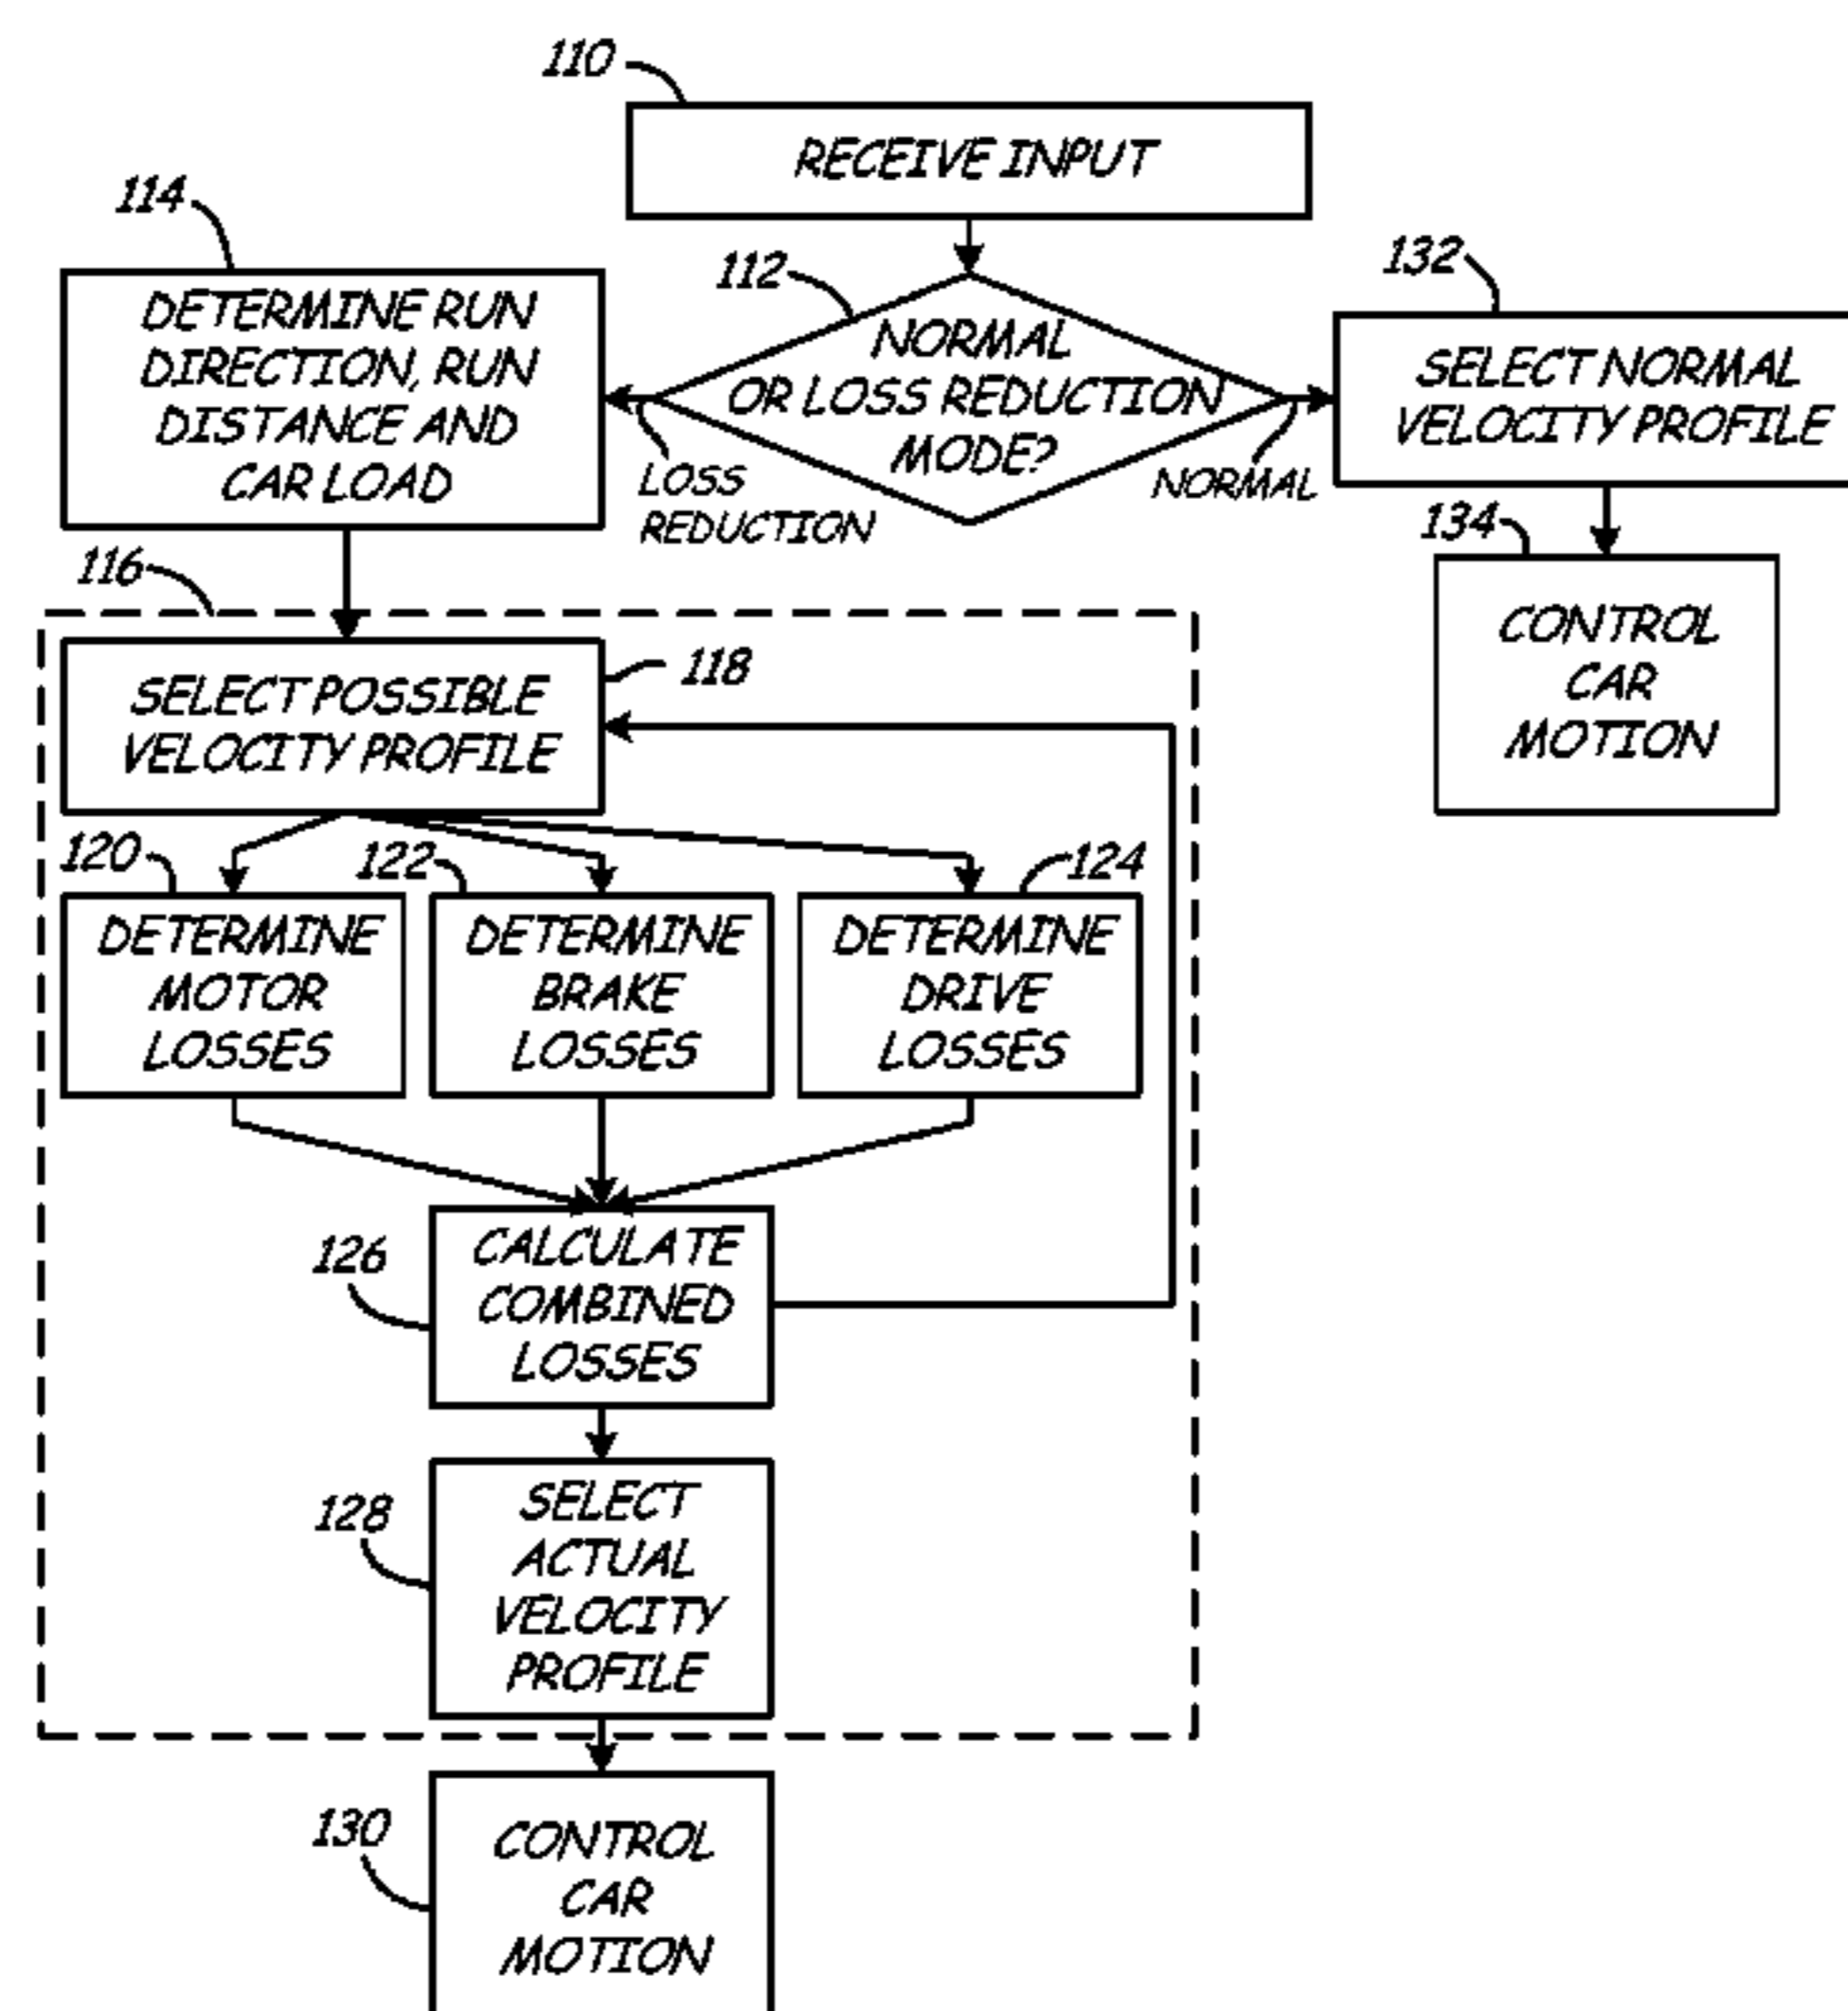 110
RECEIVE INPUT
114
DETERMINE RUN
DIRECTION, RUN
DISTANCE AND
CAR LOAD
112
NORMAL
OR LOSS REDUCTION
MODE?
LOSS
REDUCTION
NORMAL
132
SELECT NORMAL
VELOCITY PROFILE
134
CONTROL
CAR
MOTION
116
118
SELECT POSSIBLE
VELOCITY PROFILE
120
DETERMINE
MOTOR
LOSSES
122
DETERMINE
BRAKE
LOSSES
124
DETERMINE
DRIVE
LOSSES
126
CALCULATE
COMBINED
LOSSES
128
SELECT
ACTUAL
VELOCITY
PROFILE
130
CONTROL
CAR
MOTION